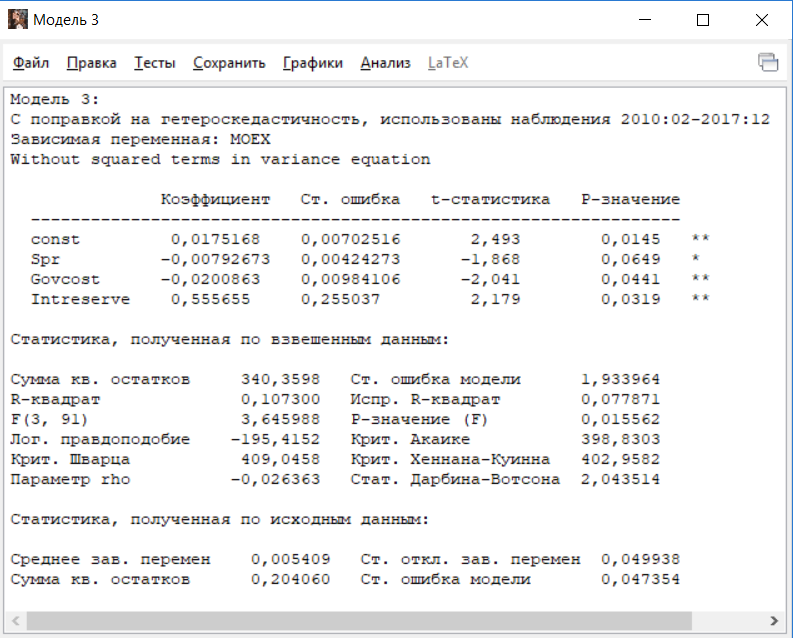 Модель 3
Файл Правка Тесты Сохранить Графики Анализ LaTeX
Модель 3:
С поправкой на гетероскедастичность, использованы наблюдения 2010:02-2017:12
Зависимая переменная: MOEX
Without squared terms in variance equation
Коэффициент Ст. ошибка t-статистика P-значение
----------------------------------------------------------------
const 0,0175168 0,00702516 2,493 0,0145 **
Spr -0,00792673 0,00424273 -1,868 0,0649 *
Govcost -0,0200863 0,00984106 -2,041 0,0441 **
Intreserve 0,555655 0,255037 2,179 0,0319 **
Статистика, полученная по взвешенным данным:
Сумма кв. остатков 340,3598 Ст. ошибка модели 1,933964
R-квадрат 0,107300 Испр. R-квадрат 0,077871
F(3, 91) 3,645988 P-значение (F) 0,015562
Лог. правдоподобие -195,4152 Крит. Акаике 398,8303
Крит. Шварца 409,0458 Крит. Хеннана-Куинна 402,9582
Параметр rho -0,026363 Стат. Дарбина-Вотсона 2,043514
Статистика, полученная по исходным данным:
Среднее зав. перемен 0,005409 Ст. откл. зав. перемен 0,049938
Сумма кв. остатков 0,204060 Ст. ошибка модели 0,047354